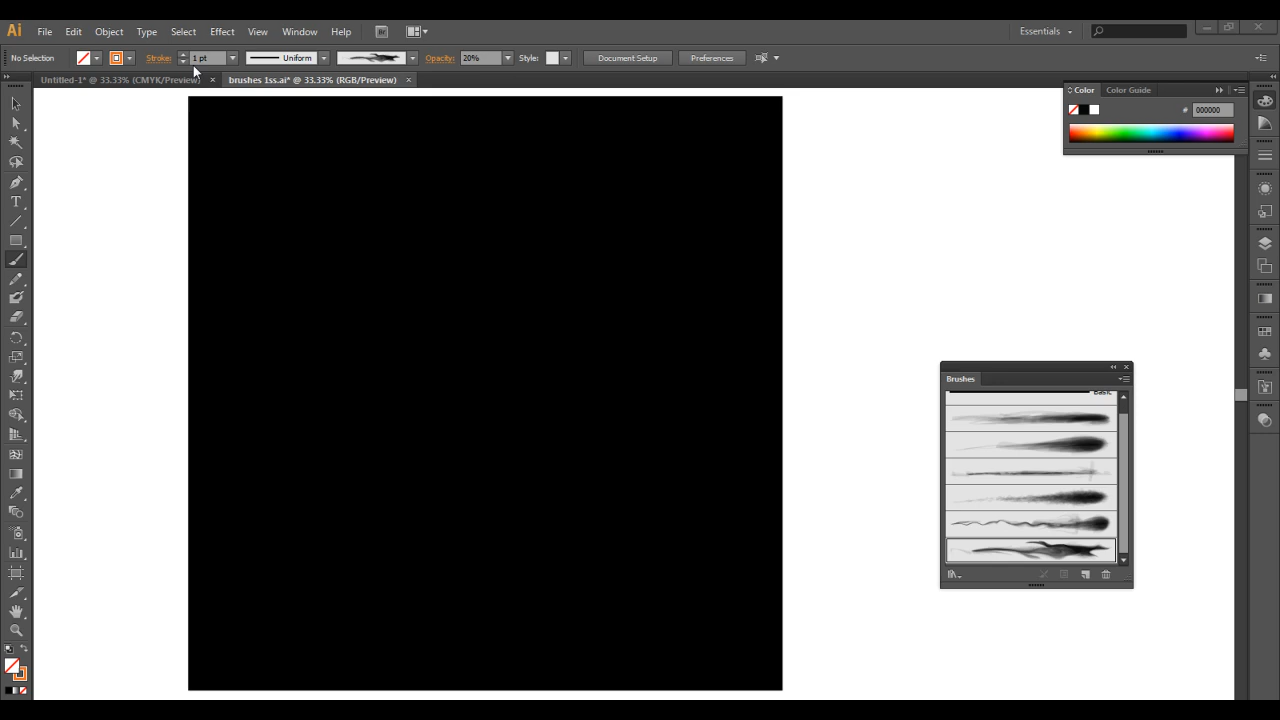 Ai File Edit Object Type Select Effect View Window Help Br Essentials
No Selection Stroke: 1 pt Uniform Opacity: 20% Style: Document Setup Preferences
Untitled-1* @ 33.33% (CMYK/Preview) × brushes 1ss.ai* @ 33.33% (RGB/Preview) ×
Color Color Guide
# 000000
Brushes
Basic